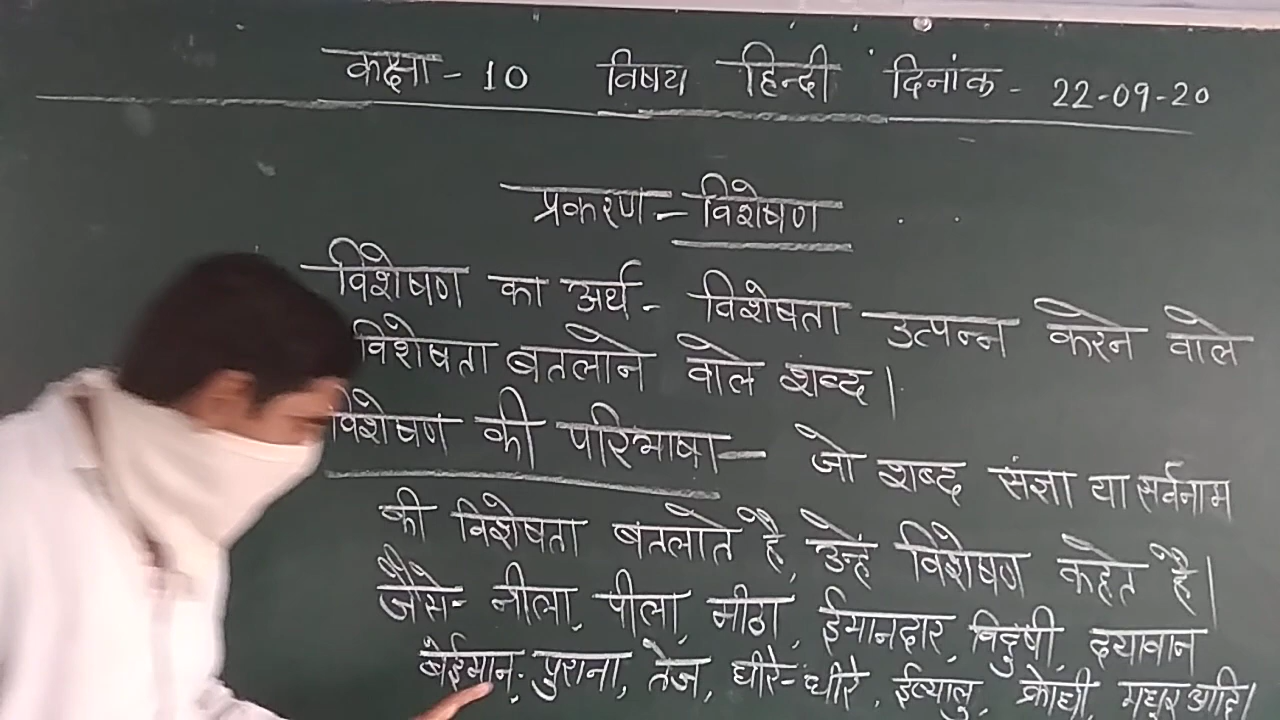 कक्षा - 10 विषय हिन्दी दिनांक - 22-09-20
प्रकरण - विशेषण
विशेषण का अर्थ - विशेषता उत्पन्न करने वाले
विशेषता बतलाने वाले शब्द।
विशेषण की परिभाषा - जो शब्द संज्ञा या सर्वनाम
की विशेषता बतलाते है, उन्हे विशेषण कहते है।
जैसे - नीला, पीला, मीठा, ईमानदार, विदुषी, दयावान
बेईमान, पुराना, तेज, धीरे-धीरे, ईर्ष्यालु, क्रोधी, मधुर आदि।